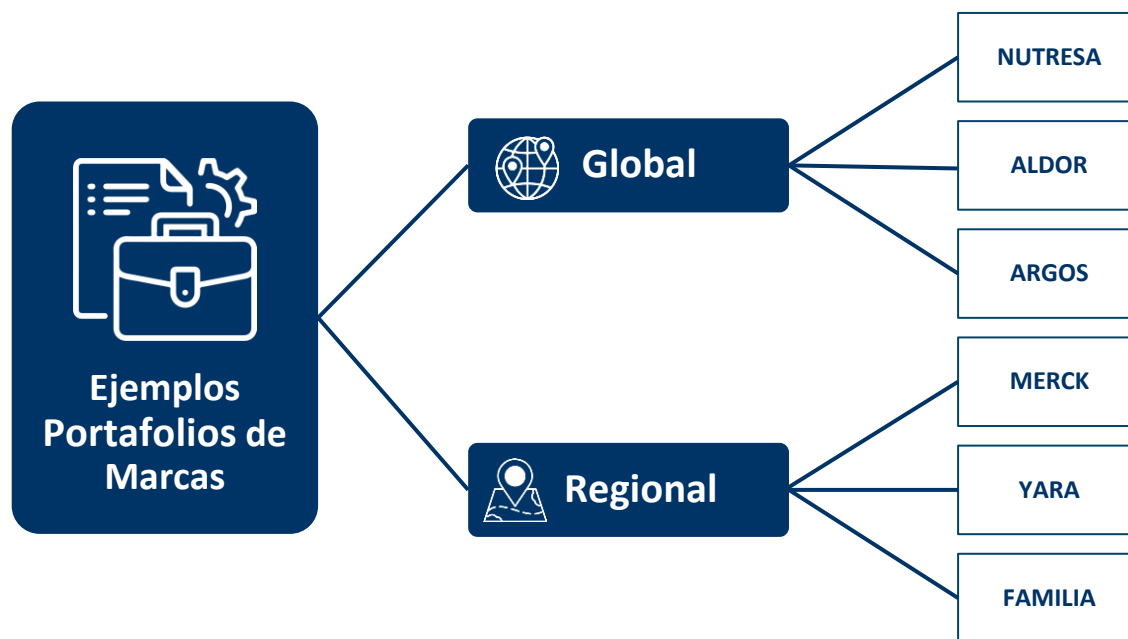 Ejemplos
Portafolios de
Marcas
Global
NUTRESA
ALDOR
ARGOS
Regional
MERCK
YARA
FAMILIA